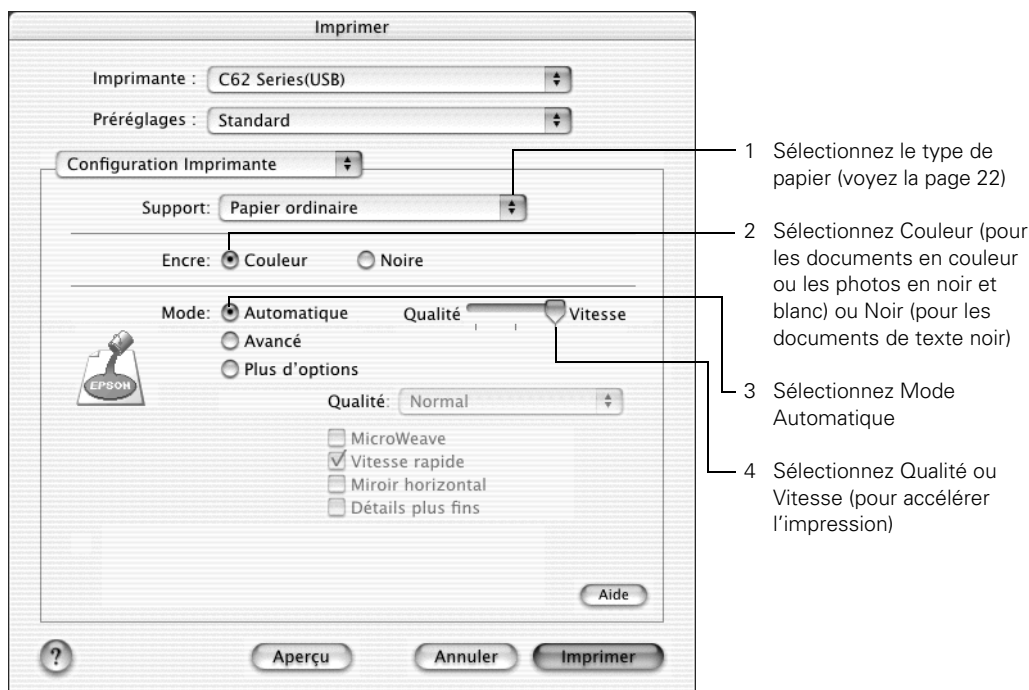 Imprimer
Imprimante : C62 Series(USB)
Préréglages : Standard
Configuration Imprimante
Support: Papier ordinaire
Encre: Couleur Noire
Mode: Automatique Qualité Vitesse
Avancé
Plus d'options
EPSON
Qualité: Normal
MicroWeave
Vitesse rapide
Miroir horizontal
Détails plus fins
Aide
? Aperçu Annuler Imprimer
1 Sélectionnez le type de
papier (voyez la page 22)
2 Sélectionnez Couleur (pour
les documents en couleur
ou les photos en noir et
blanc) ou Noir (pour les
documents de texte noir)
3 Sélectionnez Mode
Automatique
4 Sélectionnez Qualité ou
Vitesse (pour accélérer
l'impression)